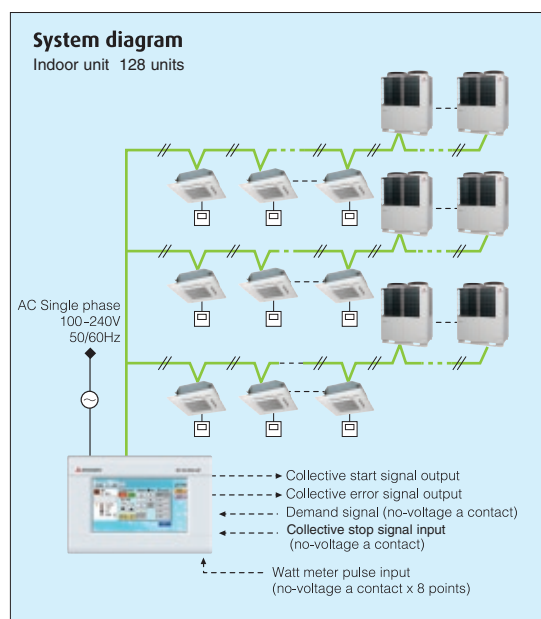 System diagram
Indoor unit 128 units
AC Single phase
100-240V
50/60Hz
Collective start signal output
Collective error signal output
Demand signal (no-voltage a contact)
Collective stop signal input
(no-voltage a contact)
Watt meter pulse input
(no-voltage a contact x 8 points)